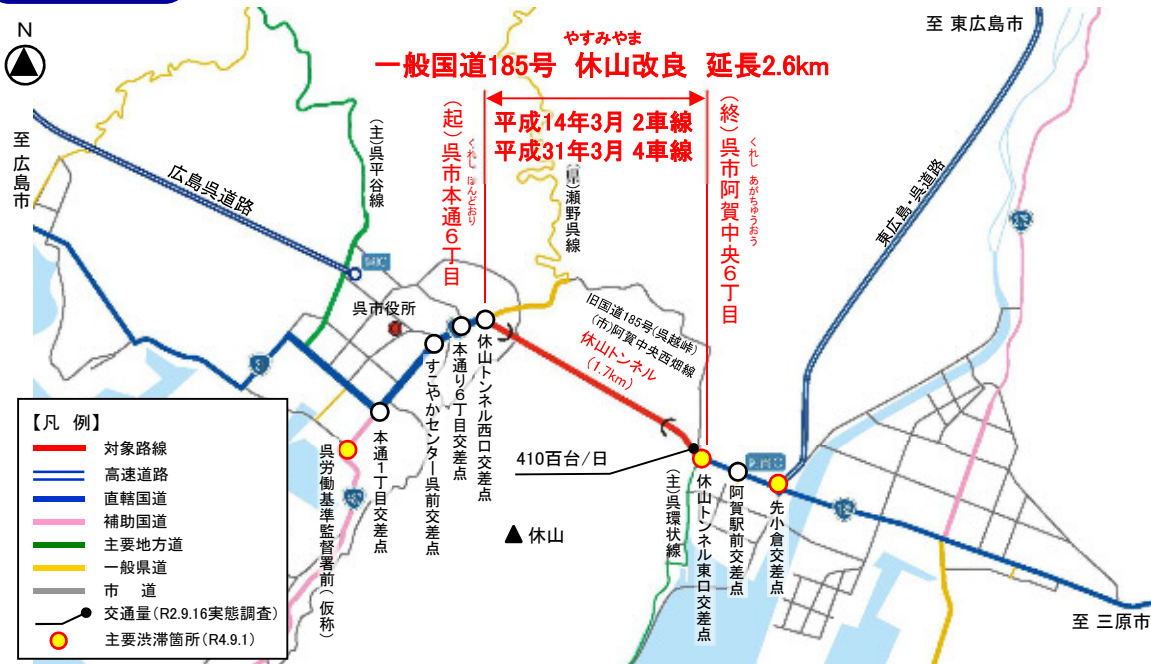 N
至 広島市
至 東広島市
やすみやま
一般国道185号 休山改良 延長2.6km
平成14年3月 2車線
平成31年3月 4車線
(起)呉市本通6丁目
くれし ほんどおり
(終)呉市阿賀中央6丁目
くれし あがちゅうおう
(主)呉平谷線
広島呉道路
(県)瀬野呉線
東広島・呉道路
呉市役所
旧国道185号(呉越峠)
(市)阿賀中央西畑線
休山トンネル
(1.7km)
休山トンネル西口交差点
本通り6丁目交差点
すこやかセンター呉前交差点
本通1丁目交差点
呉労働基準監督署前(仮称)
410百台/日
▲ 休山
(主)呉環状線
休山トンネル東口交差点
阿賀駅前交差点
先小倉交差点
至 三原市
【凡 例】
対象路線
高速道路
直轄国道
補助国道
主要地方道
一般県道
市 道
交通量(R2.9.16実態調査)
主要渋滞箇所(R4.9.1)